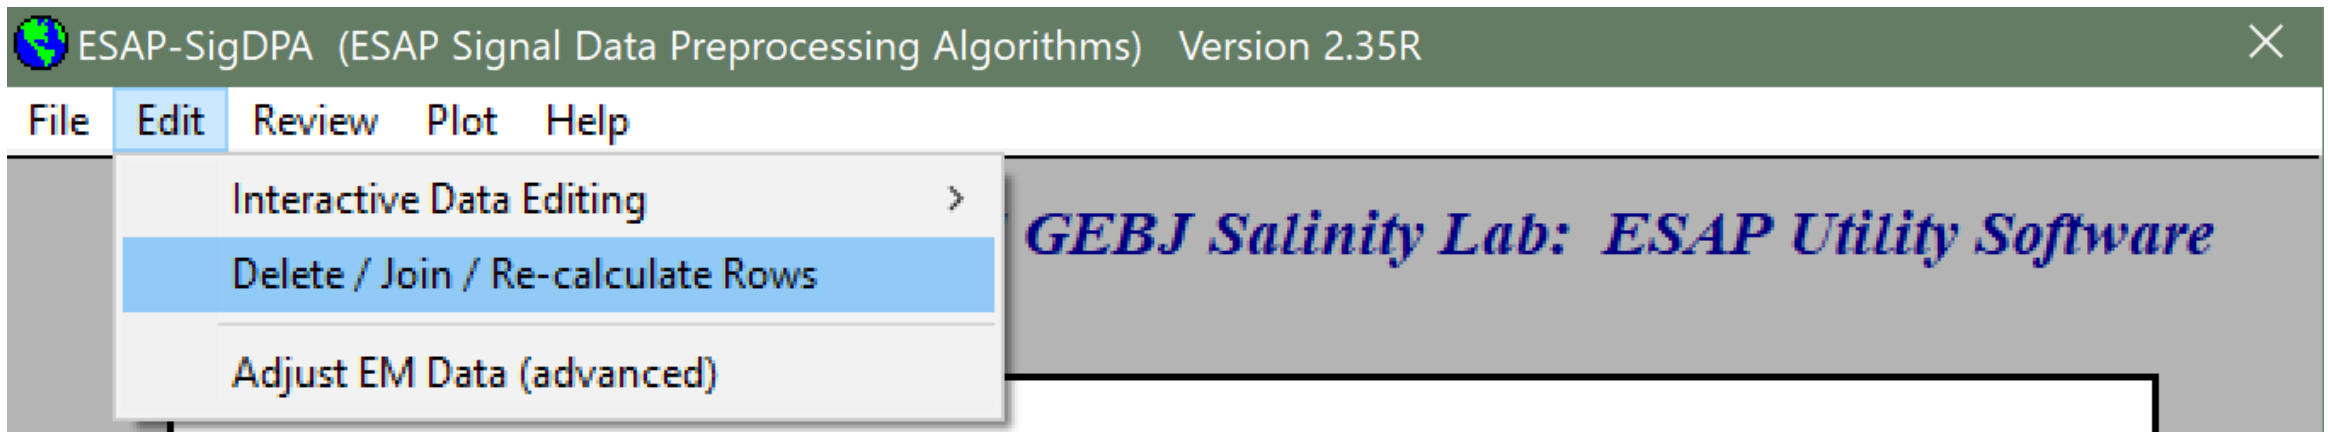 ESAP-SigDPA (ESAP Signal Data Preprocessing Algorithms) Version 2.35R
File Edit Review Plot Help
Interactive Data Editing
GEBJ Salinity Lab: ESAP Utility Software
Delete / Join / Re-calculate Rows
Adjust EM Data (advanced)